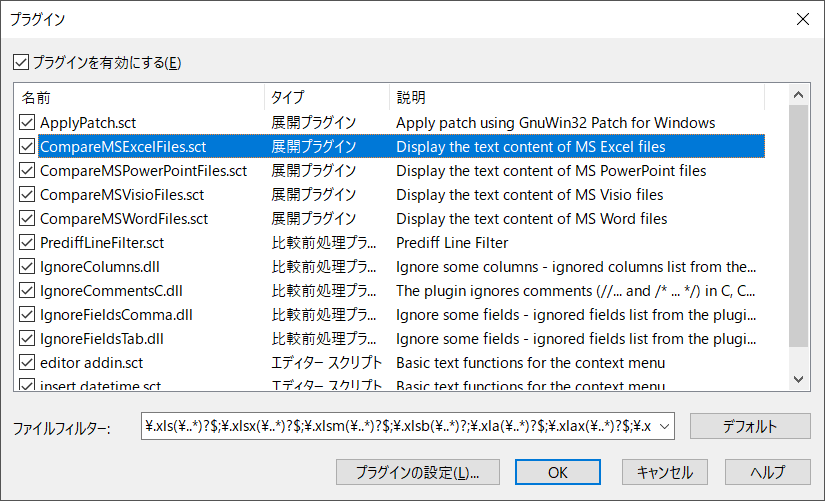 プラグイン
プラグインを有効にする(E)
名前 タイプ 説明
ApplyPatch.sct 展開プラグイン Apply patch using GnuWin32 Patch for Windows
CompareMSExcelFiles.sct 展開プラグイン Display the text content of MS Excel files
CompareMSPowerPointFiles.sct 展開プラグイン Display the text content of MS PowerPoint files
CompareMSVisioFiles.sct 展開プラグイン Display the text content of MS Visio files
CompareMSWordFiles.sct 展開プラグイン Display the text content of MS Word files
PrediffLineFilter.sct 比較前処理プラ... Prediff Line Filter
IgnoreColumns.dll 比較前処理プラ... Ignore some columns - ignored columns list from the...
IgnoreCommentsC.dll 比較前処理プラ... The plugin ignores comments (//... and /* ... */) in C, C...
IgnoreFieldsComma.dll 比較前処理プラ... Ignore some fields - ignored fields list from the plugi...
IgnoreFieldsTab.dll 比較前処理プラ... Ignore some fields - ignored fields list from the plugi...
editor addin.sct エディター スクリプト Basic text functions for the context menu
insert datetime.sct エディター スクリプト Basic text functions for the context menu
ファイルフィルター: ¥.xls(¥..*)?$;¥.xlsx(¥..*)?$;¥.xlsm(¥..*)?$;¥.xlsb(¥..*)?;¥.xla(¥..*)?$;¥.xlax(¥..*)?$;¥.x デフォルト
プラグインの設定(L)... OK キャンセル ヘルプ